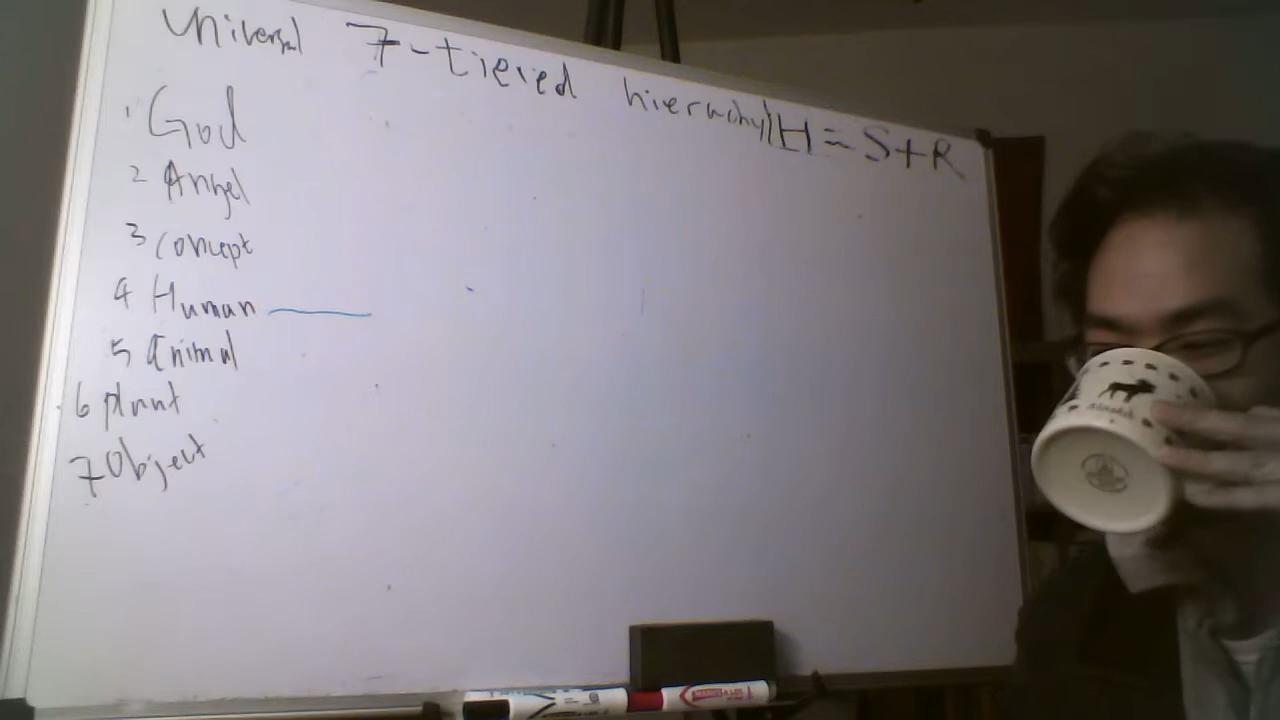 Universal 7-tiered hierarchy H = S+R
1 God
2 Angel
3 concept
4 Human
5 Animal
6 plant
7 Object